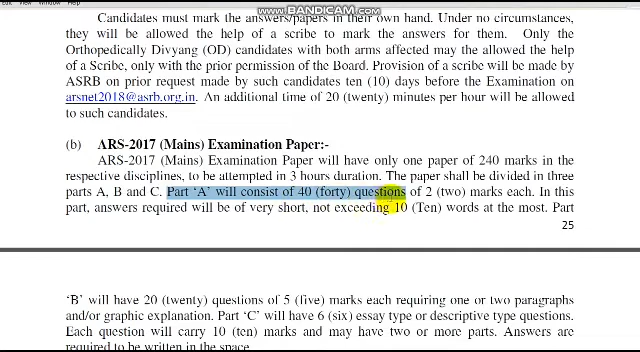 Edit View Window Help
www.BANDICAM.com
Candidates must mark the answers/papers in their own hand. Under no circumstances,
they will be allowed the help of a scribe to mark the answers for them. Only the
Orthopedically Divyang (OD) candidates with both arms affected may the allowed the help
of a Scribe, only with the prior permission of the Board. Provision of a scribe will be made by
ASRB on prior request made by such candidates ten (10) days before the Examination on
arsnet2018@asrb.org.in. An additional time of 20 (twenty) minutes per hour will be allowed
to such candidates.
(b) ARS-2017 (Mains) Examination Paper:-
ARS-2017 (Mains) Examination Paper will have only one paper of 240 marks in the
respective disciplines, to be attempted in 3 hours duration. The paper shall be divided in three
parts A, B and C. Part ‘A’ will consist of 40 (forty) questions of 2 (two) marks each. In this
part, answers required will be of very short, not exceeding 10 (Ten) words at the most. Part
25
‘B’ will have 20 (twenty) questions of 5 (five) marks each requiring one or two paragraphs
and/or graphic explanation. Part ‘C’ will have 6 (six) essay type or descriptive type questions.
Each question will carry 10 (ten) marks and may have two or more parts. Answers are
required to be written in the space